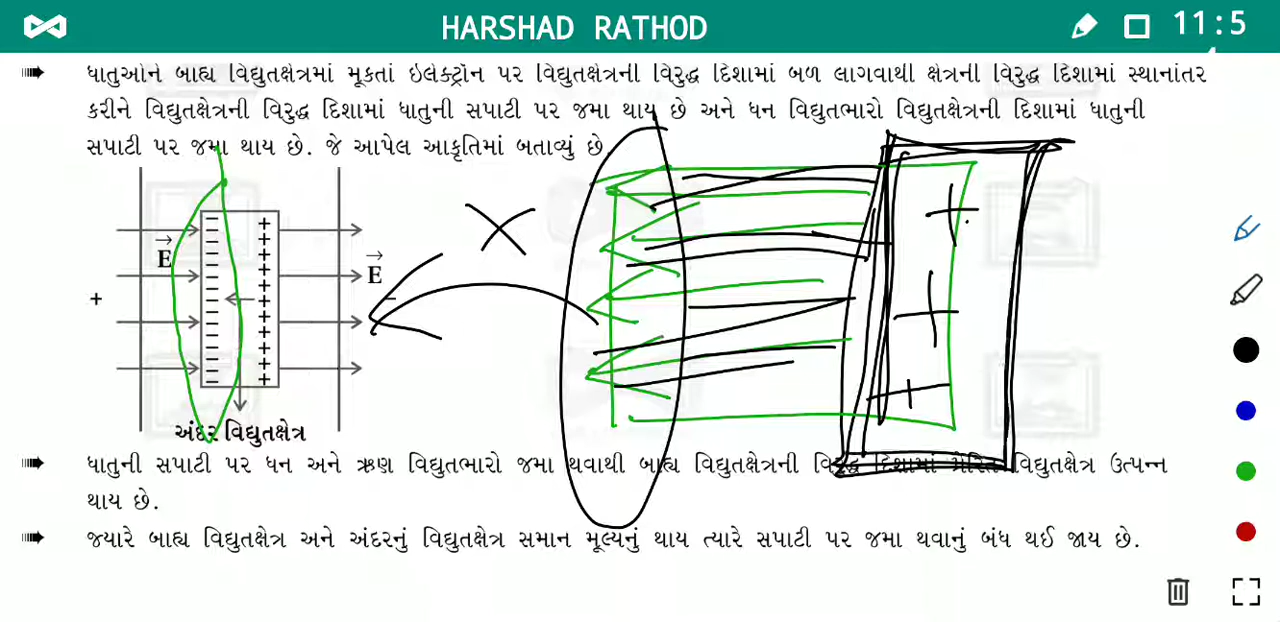 HARSHAD RATHOD
11:5
ધાતુઓને બાહ્ય વિદ્યુતક્ષેત્રમાં મૂકતાં ઇલેક્ટ્રૉન પર વિદ્યુતક્ષેત્રની વિરુદ્ધ દિશામાં બળ લાગવાથી ક્ષેત્રની વિરુદ્ધ દિશામાં સ્થાનાંતર
કરીને વિદ્યુતક્ષેત્રની વિરુદ્ધ દિશામાં ધાતુની સપાટી પર જમા થાય છે અને ધન વિદ્યુતભારો વિદ્યુતક્ષેત્રની દિશામાં ધાતુની
સપાટી પર જમા થાય છે. જે આપેલ આકૃતિમાં બતાવ્યું છે
E
E
+
−
અંદર વિદ્યુતક્ષેત્ર
ધાતુની સપાટી પર ધન અને ઋણ વિદ્યુતભારો જમા થવાથી બાહ્ય વિદ્યુતક્ષેત્રની વિરુદ્ધ દિશામાં પ્રેરિત વિદ્યુતક્ષેત્ર ઉત્પન્ન
થાય છે.
જ્યારે બાહ્ય વિદ્યુતક્ષેત્ર અને અંદરનું વિદ્યુતક્ષેત્ર સમાન મૂલ્યનું થાય ત્યારે સપાટી પર જમા થવાનું બંધ થઈ જાય છે.